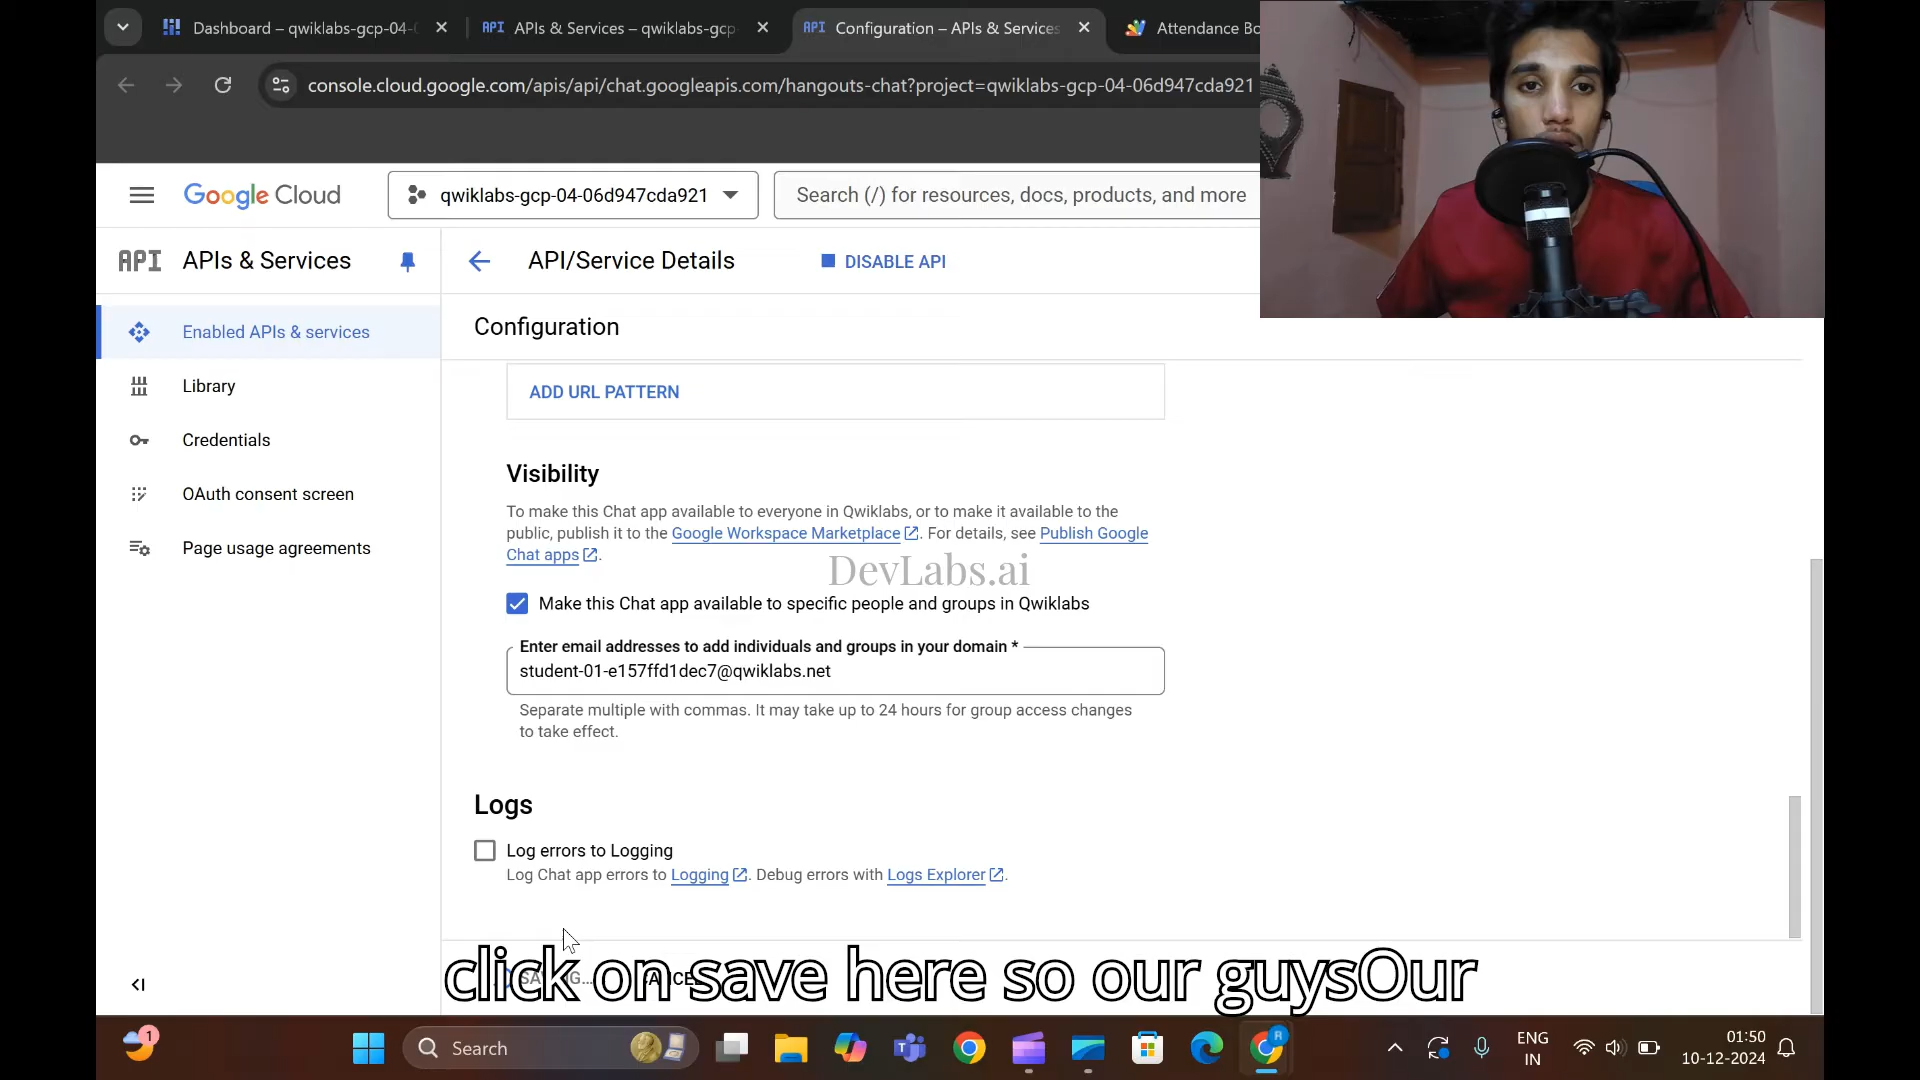 Dashboard – qwiklabs-gcp-04-
API APIs & Services – qwiklabs-gcp-
API Configuration – APIs & Services
Attendance Bo
console.cloud.google.com/apis/api/chat.googleapis.com/hangouts-chat?project=qwiklabs-gcp-04-06d947cda921
Google Cloud
qwiklabs-gcp-04-06d947cda921
Search (/) for resources, docs, products, and more
API APIs & Services
API/Service Details
DISABLE API
Enabled APIs & services
Library
Credentials
OAuth consent screen
Page usage agreements
Configuration
ADD URL PATTERN
Visibility
To make this Chat app available to everyone in Qwiklabs, or to make it available to the
public, publish it to the Google Workspace Marketplace. For details, see Publish Google
Chat apps.
DevLabs.ai
Make this Chat app available to specific people and groups in Qwiklabs
Enter email addresses to add individuals and groups in your domain *
student-01-e157ffd1dec7@qwiklabs.net
Separate multiple with commas. It may take up to 24 hours for group access changes
to take effect.
Logs
Log errors to Logging
Log Chat app errors to Logging. Debug errors with Logs Explorer.
click on save here so our guysOur
1
Search
ENG
IN
01:50
10-12-2024